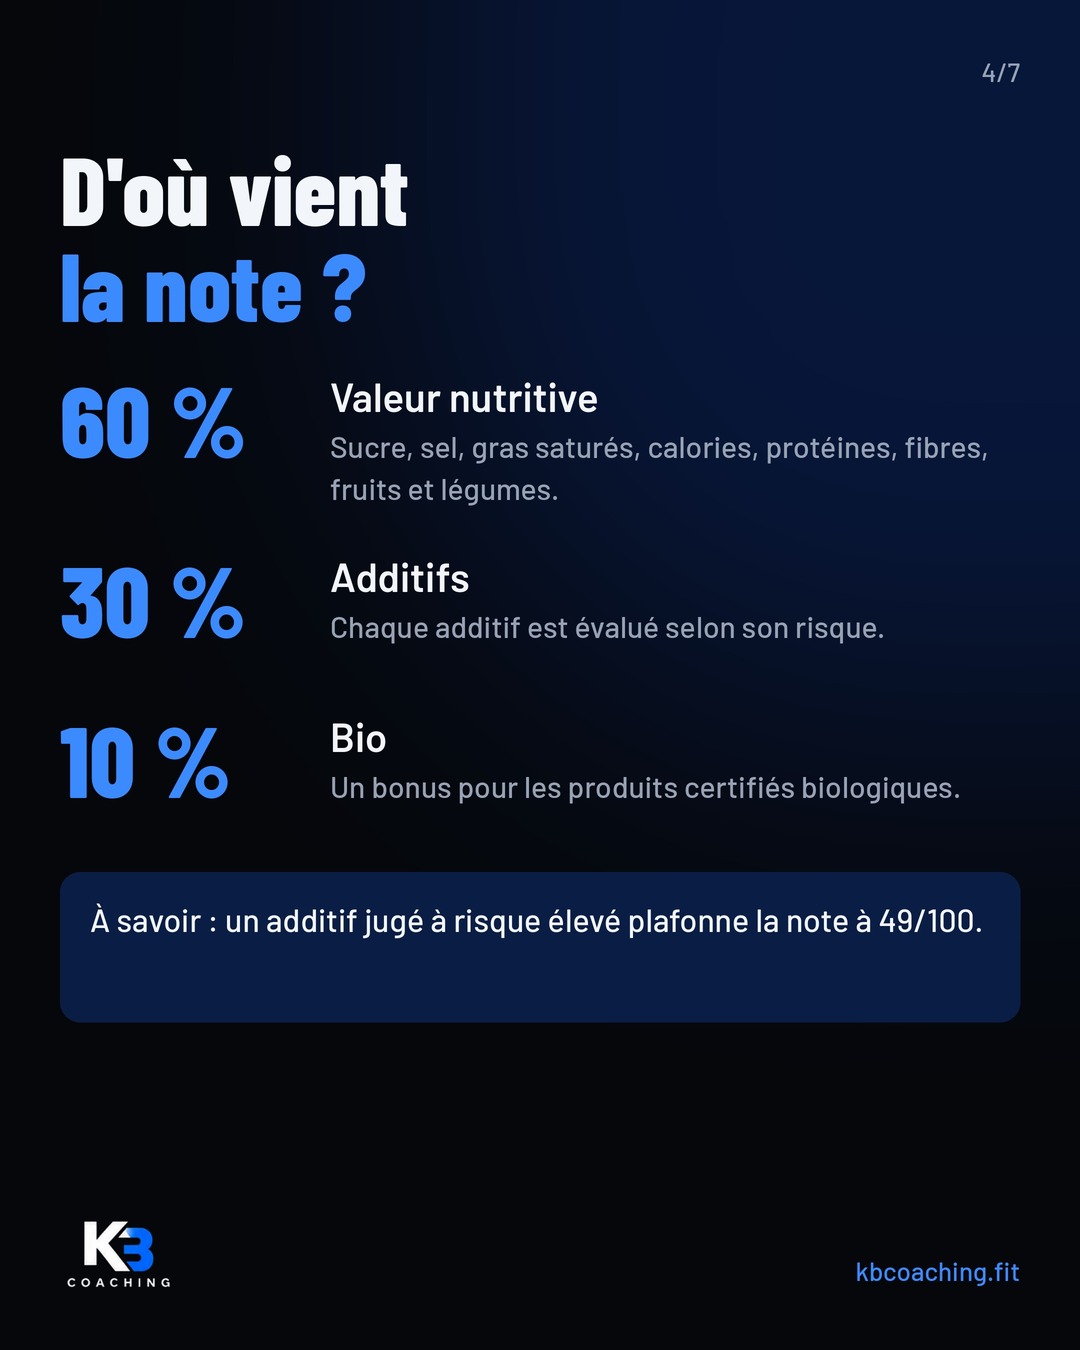 4/7
D'où vient
la note ?
60 %
Valeur nutritive
Sucre, sel, gras saturés, calories, protéines, fibres,
fruits et légumes.
30 %
Additifs
Chaque additif est évalué selon son risque.
10 %
Bio
Un bonus pour les produits certifiés biologiques.
À savoir : un additif jugé à risque élevé plafonne la note à 49/100.
KB
COACHING
kbcoaching.fit